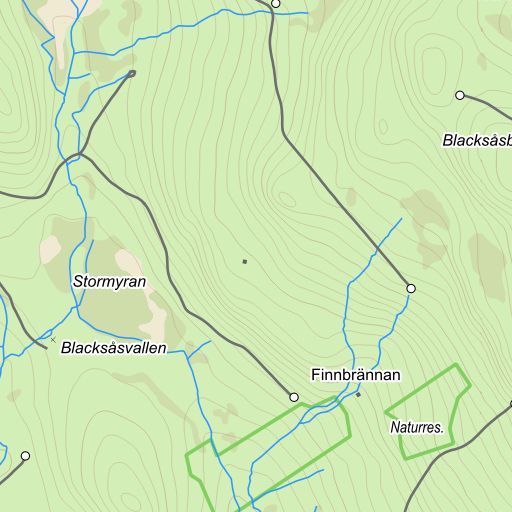 Blacksåsb
Stormyran
Blacksåsvallen
Finnbrännan
Naturres.